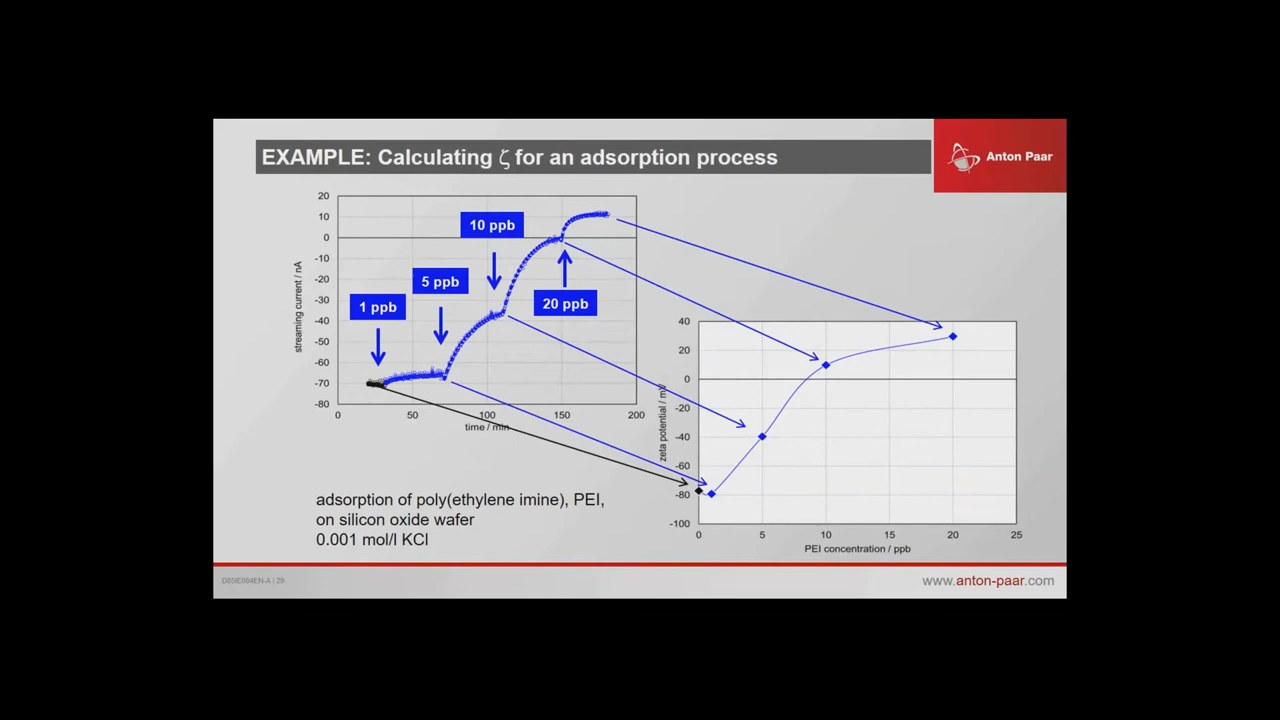 EXAMPLE: Calculating ζ for an adsorption process
Anton Paar
20
10
0
-10
-20
-30
-40
-50
-60
-70
-80
streaming current / nA
0
50
100
150
200
time / min
1 ppb
5 ppb
10 ppb
20 ppb
40
20
0
-20
-40
-60
-80
-100
zeta potential / mV
0
5
10
15
20
25
PEI concentration / ppb
adsorption of poly(ethylene imine), PEI,
on silicon oxide wafer
0.001 mol/l KCl
www.anton-paar.com